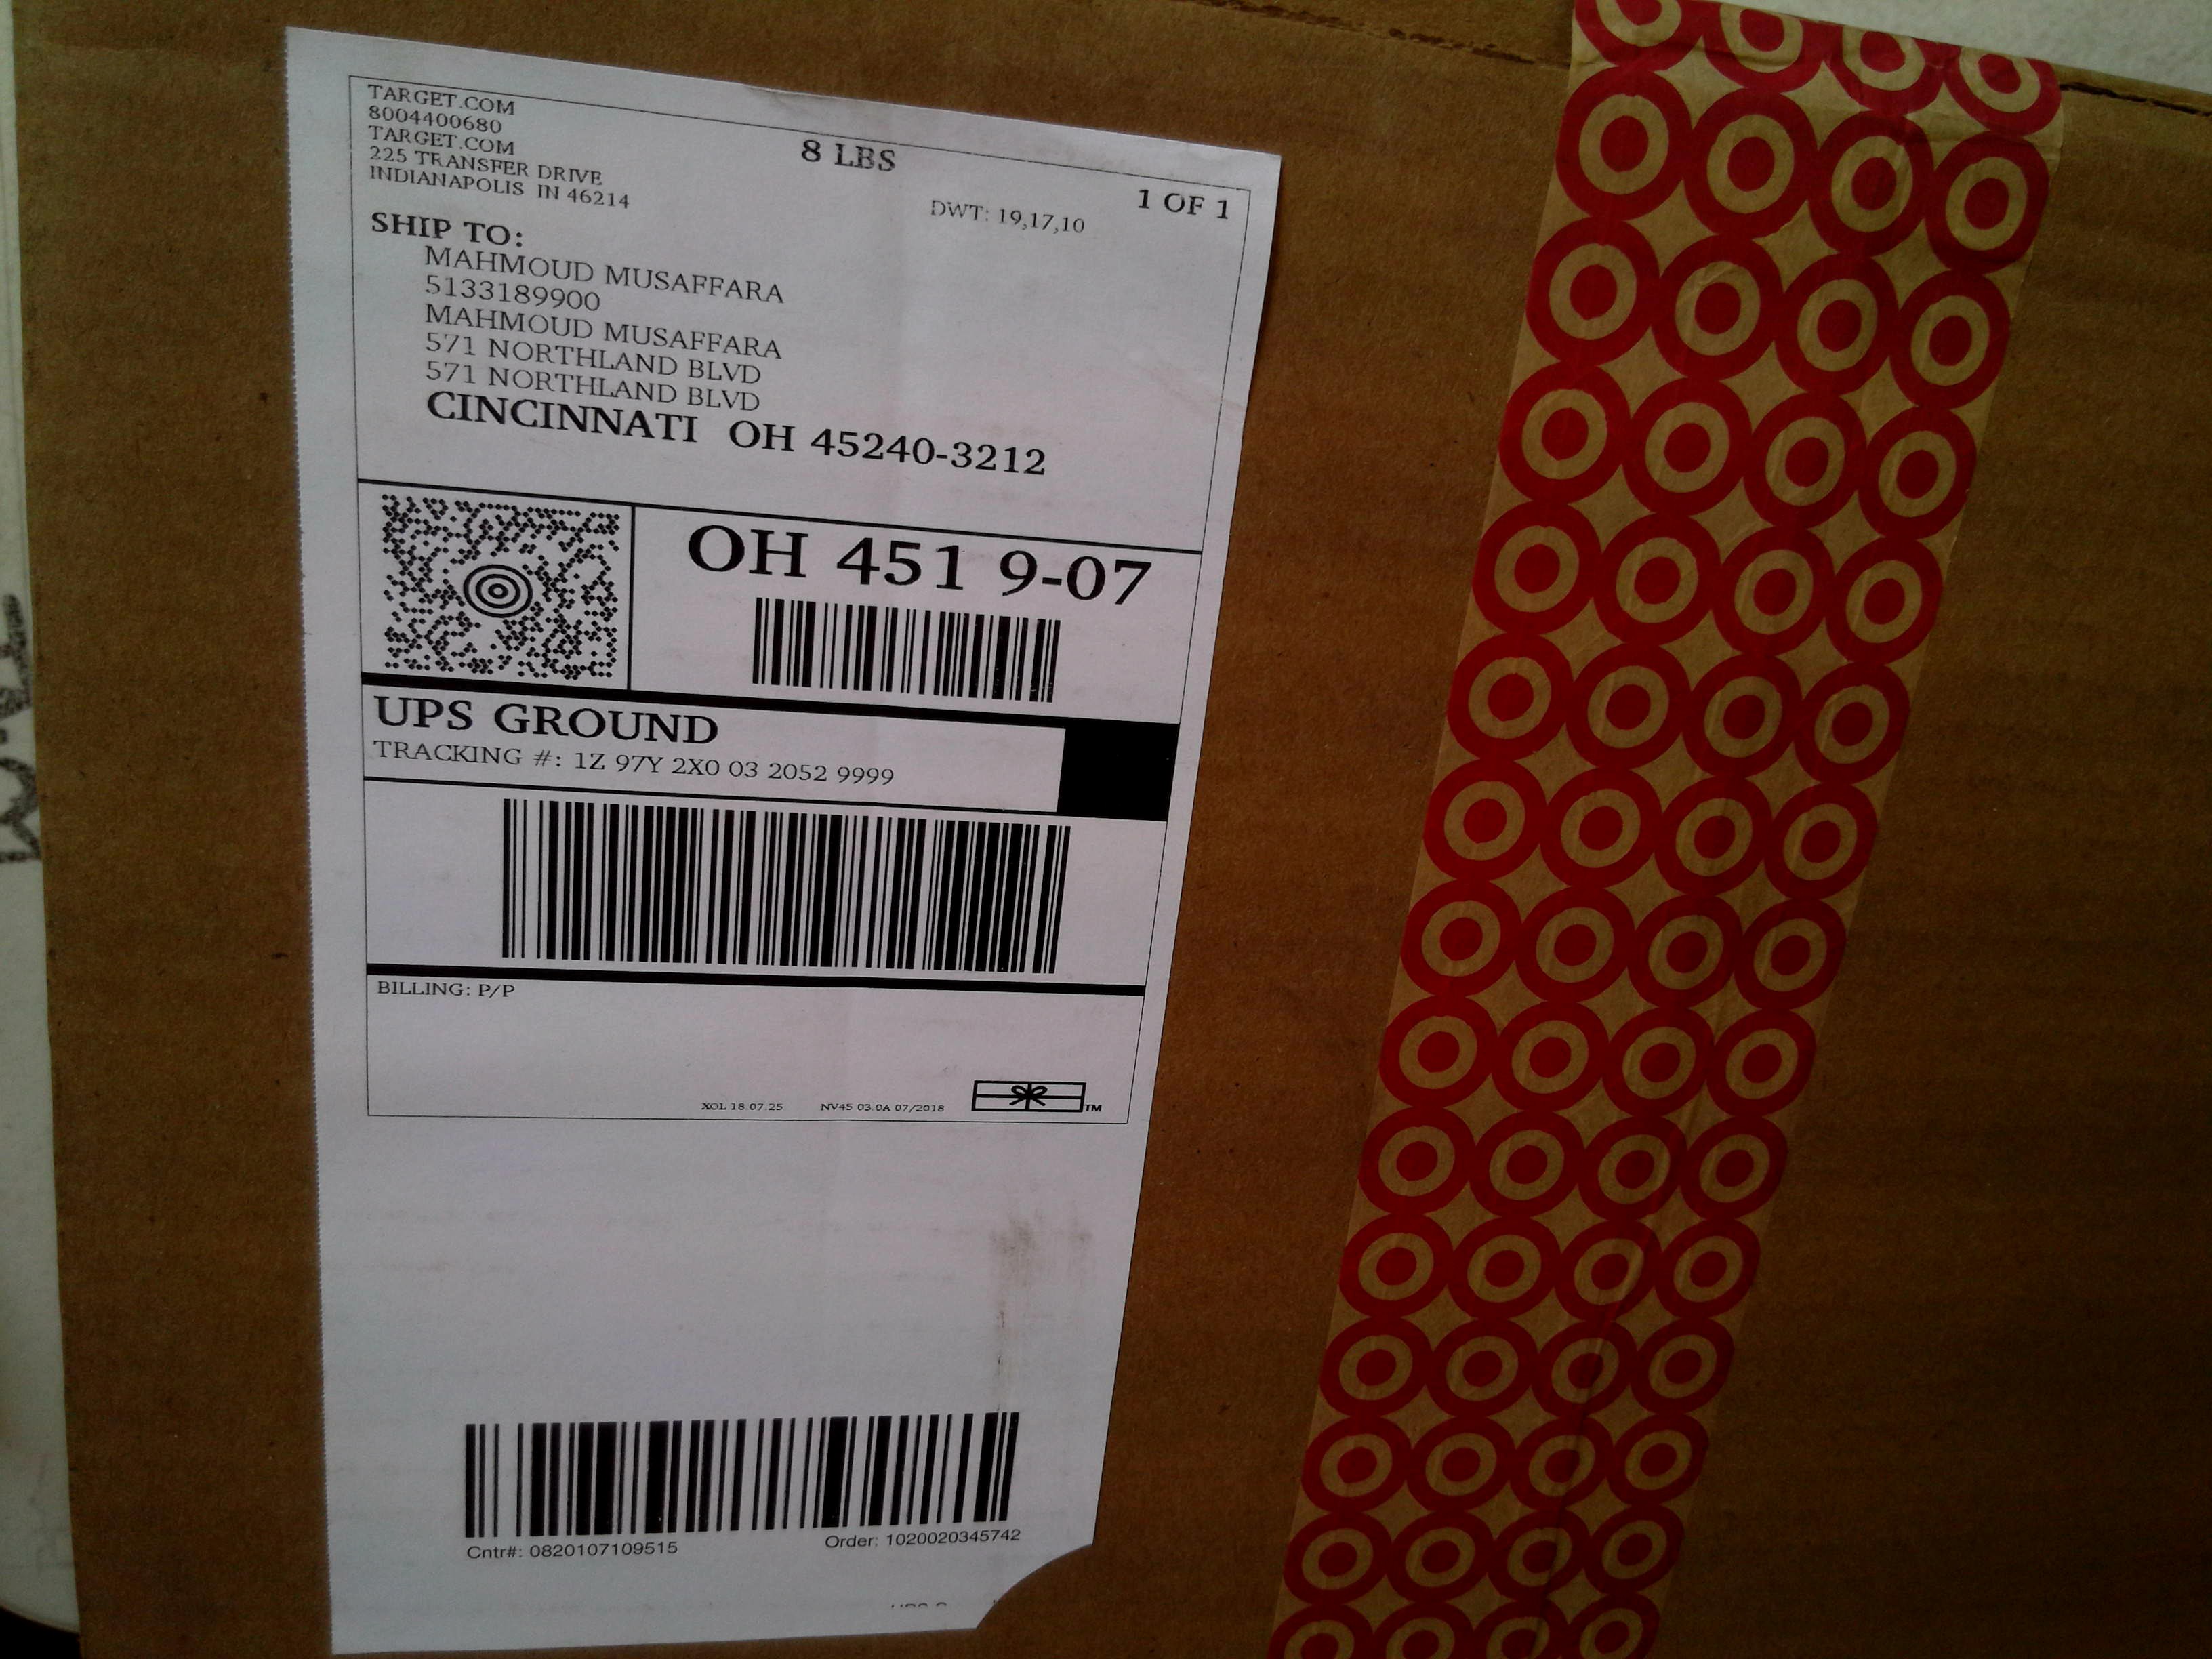 TARGET.COM
8004400680
TARGET.COM
225 TRANSFER DRIVE
INDIANAPOLIS IN 46214
8 LBS
1 OF 1
DWT: 19,17,10
SHIP TO:
MAHMOUD MUSAFFARA
5133189900
MAHMOUD MUSAFFARA
571 NORTHLAND BLVD
571 NORTHLAND BLVD
CINCINNATI OH 45240-3212
OH 451 9-07
UPS GROUND
TRACKING #: 1Z 97Y 2X0 03 2052 9999
BILLING: P/P
XOL 18.07.25 NV45 03.0A 07/2018
TM
Cntr#: 0820107109515 Order: 1020020345742